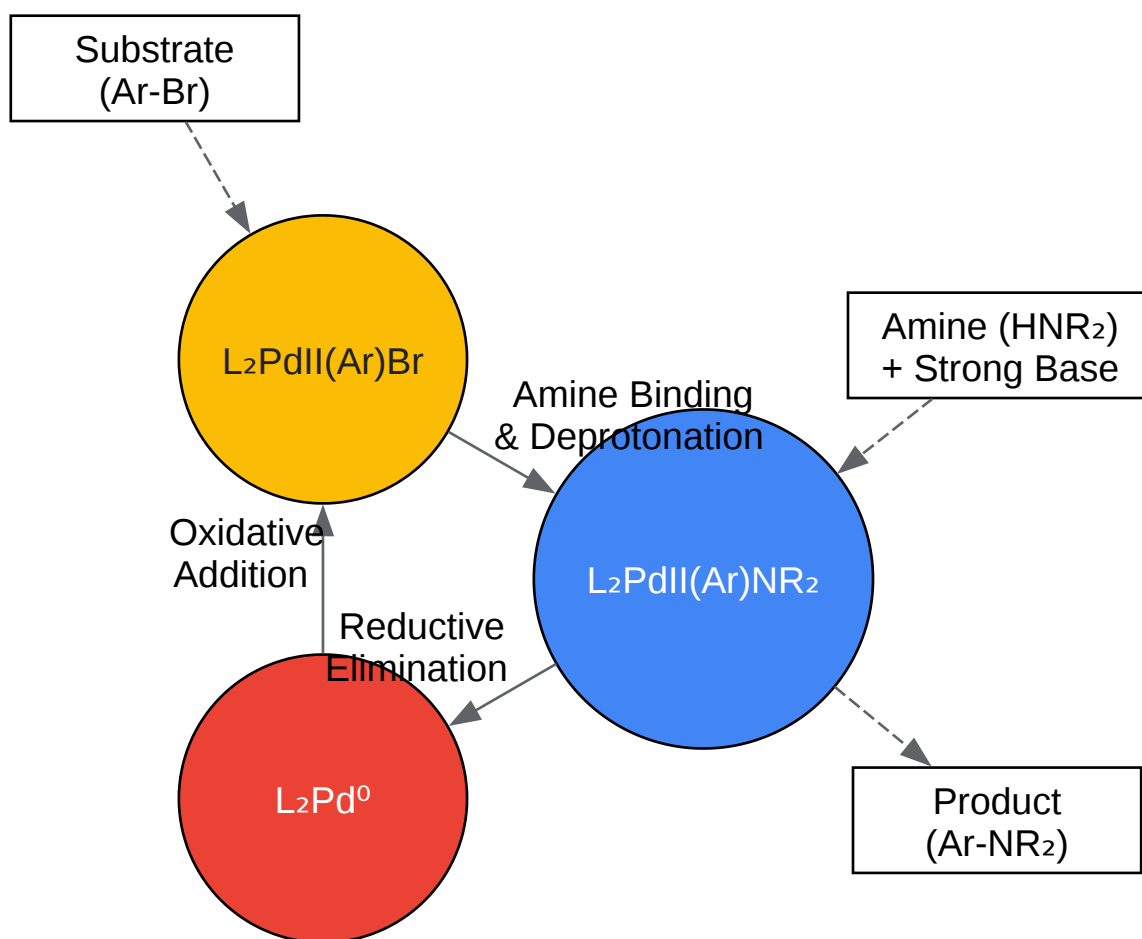 Substrate
(Ar-Br)
L₂PdII(Ar)Br
Amine (HNR₂)
+ Strong Base
Amine Binding
& Deprotonation
Oxidative
Addition
L₂PdII(Ar)NR₂
Reductive
Elimination
L₂Pd⁰
Product
(Ar-NR₂)